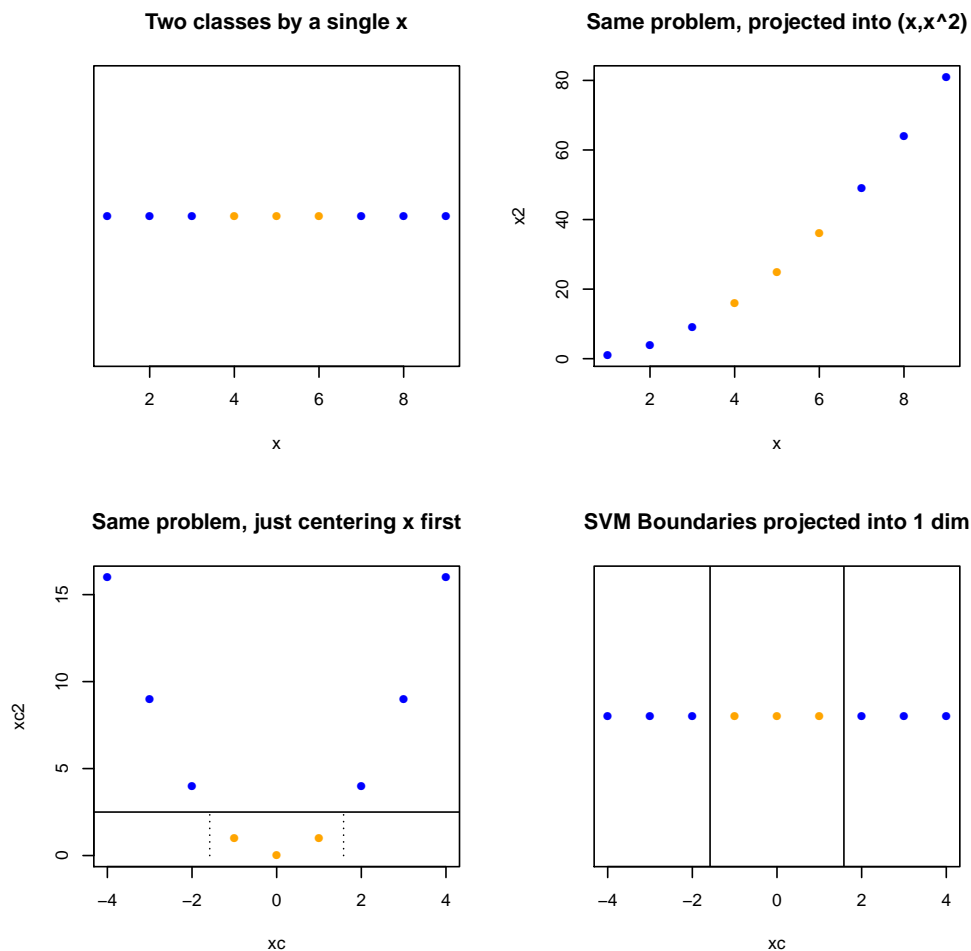 Two classes by a single x
2 4 6 8
x
Same problem, projected into (x,x^2)
80
60
40
20
0
x2
2 4 6 8
x
Same problem, just centering x first
15
10
5
0
xc2
−4 −2 0 2 4
xc
SVM Boundaries projected into 1 dim
−4 −2 0 2 4
xc